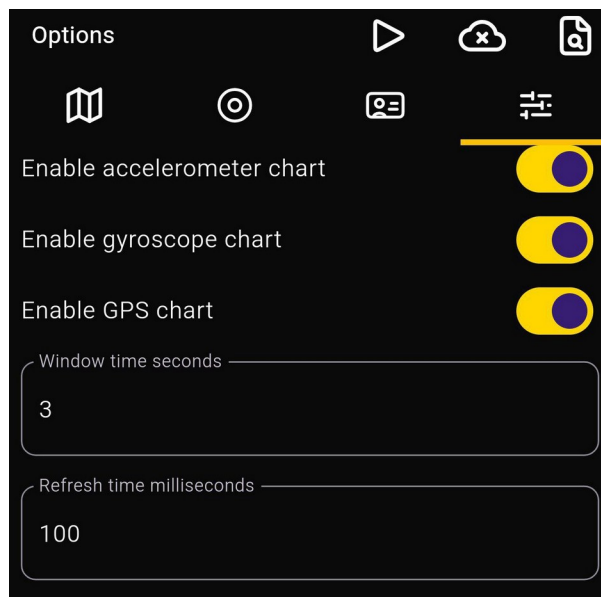 Options
Enable accelerometer chart
Enable gyroscope chart
Enable GPS chart
Window time seconds
3
Refresh time milliseconds
100